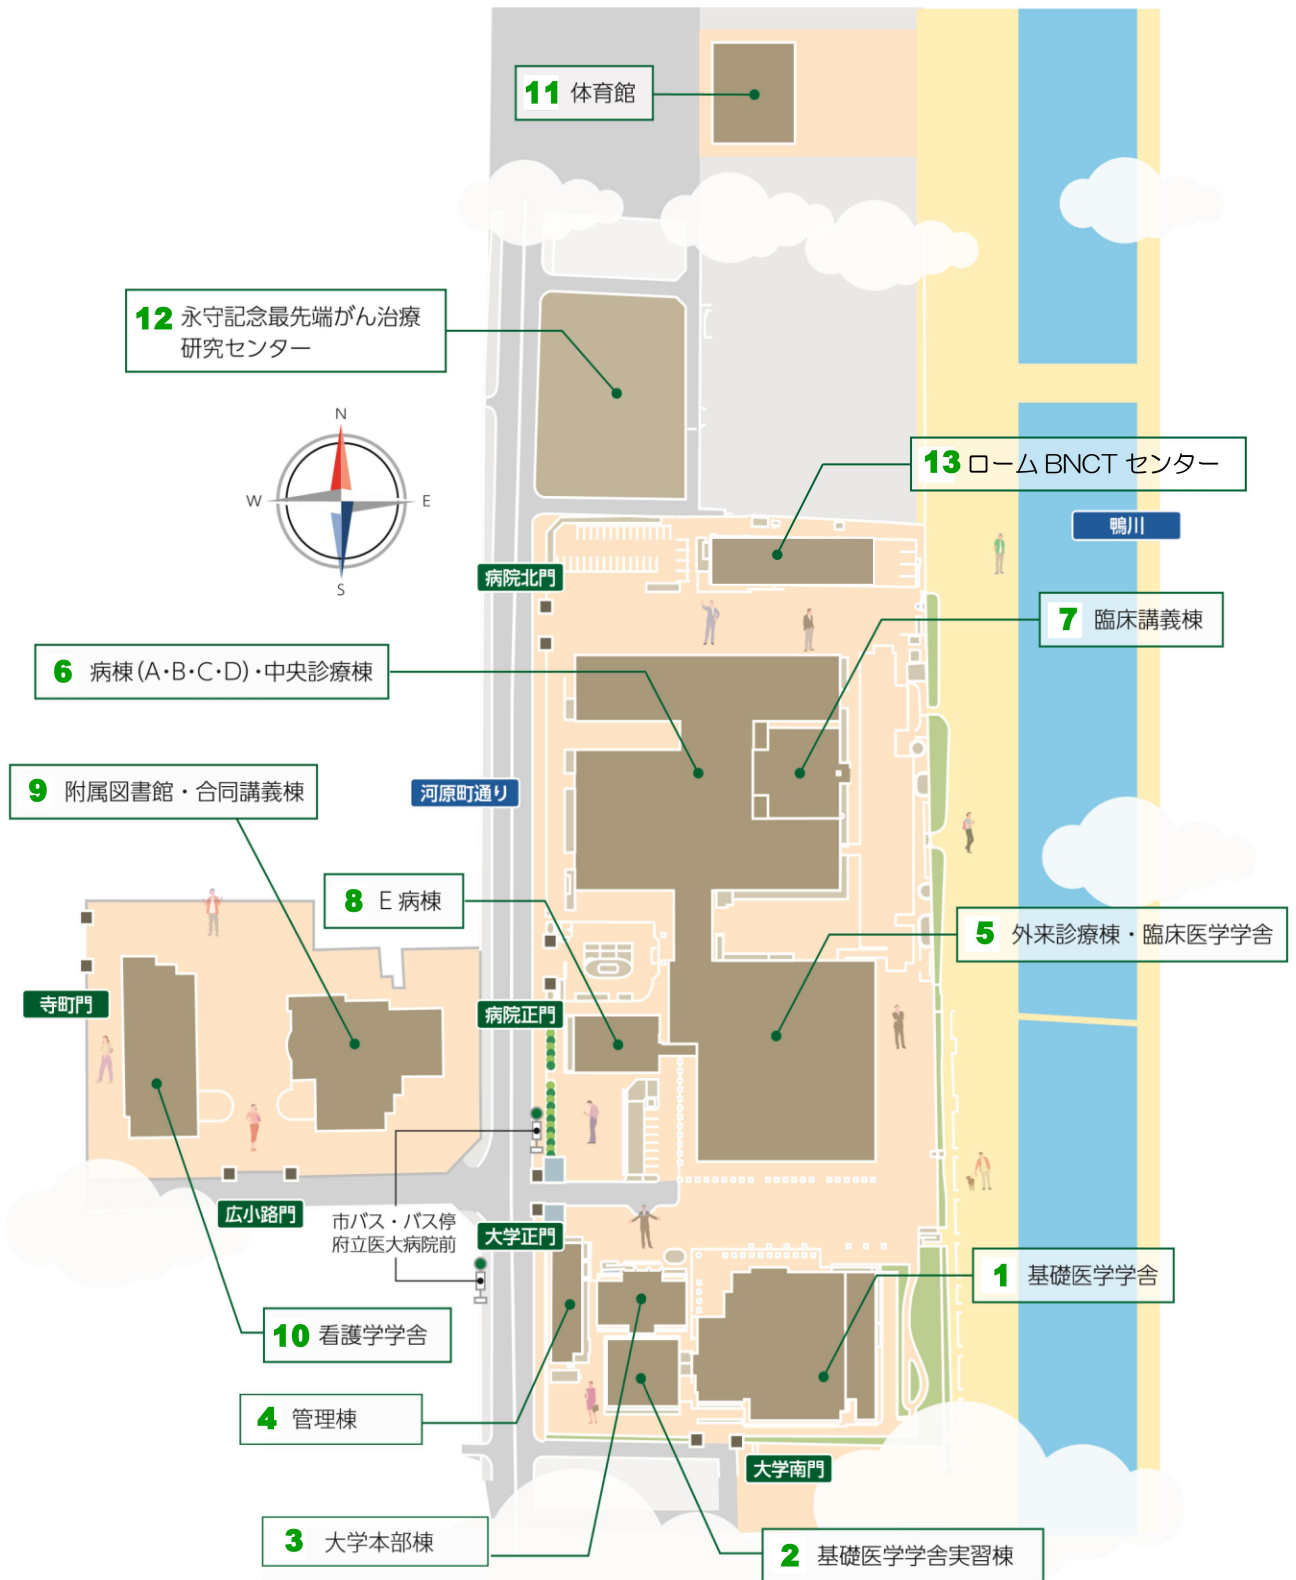 11 体育館
12 永守記念最先端がん治療
研究センター
N
W
E
S
13 ローム BNCT センター
鴨川
病院北門
7 臨床講義棟
6 病棟(A・B・C・D)・中央診療棟
9 附属図書館・合同講義棟
河原町通り
8 E 病棟
5 外来診療棟・臨床医学学舎
寺町門
病院正門
広小路門
市バス・バス停
府立医大病院前
大学正門
1 基礎医学学舎
10 看護学学舎
4 管理棟
大学南門
3 大学本部棟
2 基礎医学学舎実習棟